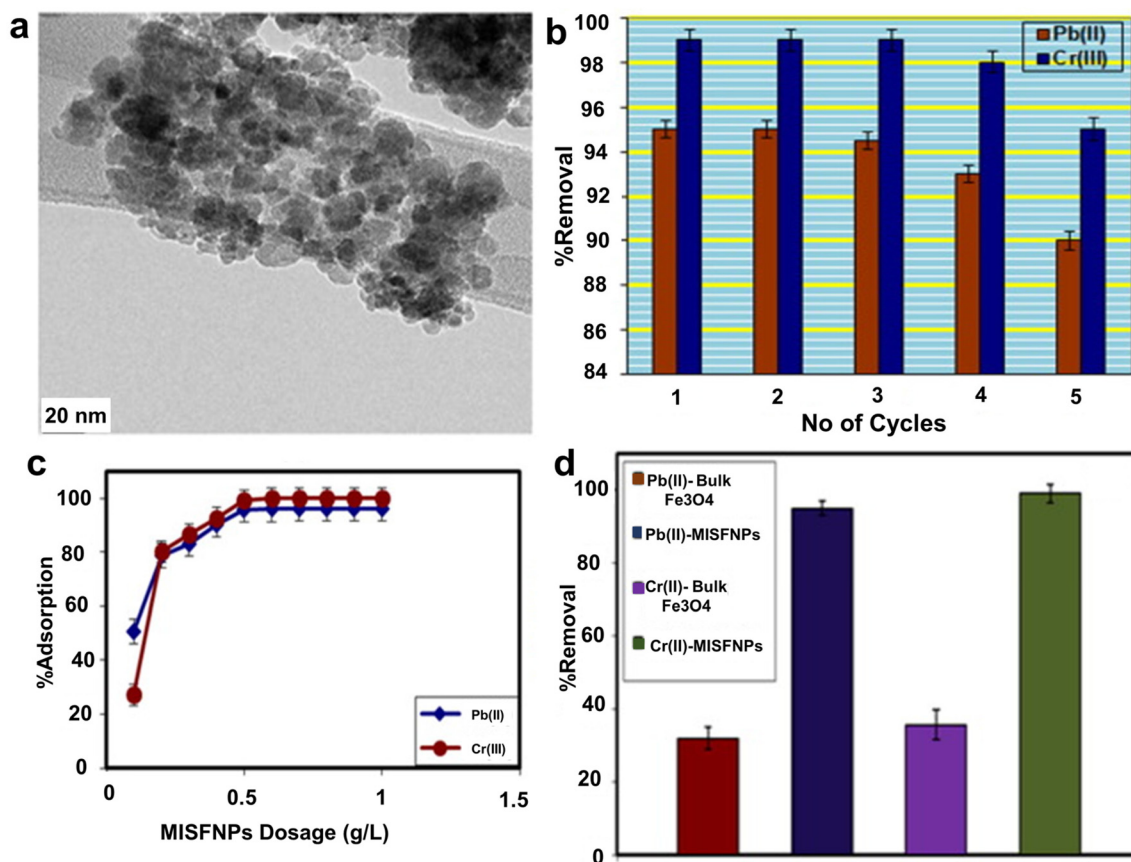 a
20 nm
b
100
98
96
94
92
90
88
86
84
%Removal
Pb(II)
Cr(III)
1 2 3 4 5
No of Cycles
c
100
80
60
40
20
0
%Adsorption
Pb(II)
Cr(III)
0 0.5 1 1.5
MISFNPs Dosage (g/L)
d
100
80
60
40
20
0
%Removal
Pb(II)- Bulk
Fe3O4
Pb(II)-MISFNPs
Cr(II)- Bulk
Fe3O4
Cr(II)-MISFNPs